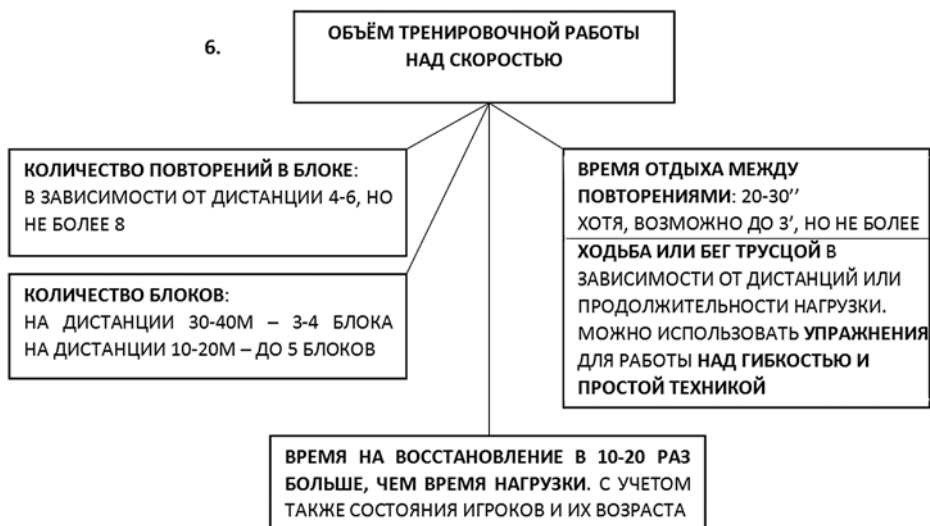 6.
ОБЪЁМ ТРЕНИРОВОЧНОЙ РАБОТЫ
НАД СКОРОСТЬЮ
КОЛИЧЕСТВО ПОВТОРЕНИЙ В БЛОКЕ:
В ЗАВИСИМОСТИ ОТ ДИСТАНЦИИ 4-6, НО
НЕ БОЛЕЕ 8
КОЛИЧЕСТВО БЛОКОВ:
НА ДИСТАНЦИИ 30-40М – 3-4 БЛОКА
НА ДИСТАНЦИИ 10-20М – ДО 5 БЛОКОВ
ВРЕМЯ ОТДЫХА МЕЖДУ
ПОВТОРЕНИЯМИ: 20-30’’
ХОТЯ, ВОЗМОЖНО ДО 3’, НО НЕ БОЛЕЕ
ХОДЬБА ИЛИ БЕГ ТРУСЦОЙ В
ЗАВИСИМОСТИ ОТ ДИСТАНЦИЙ ИЛИ
ПРОДОЛЖИТЕЛЬНОСТИ НАГРУЗКИ.
МОЖНО ИСПОЛЬЗОВАТЬ УПРАЖНЕНИЯ
ДЛЯ РАБОТЫ НАД ГИБКОСТЬЮ И
ПРОСТОЙ ТЕХНИКОЙ
ВРЕМЯ НА ВОССТАНОВЛЕНИЕ В 10-20 РАЗ
БОЛЬШЕ, ЧЕМ ВРЕМЯ НАГРУЗКИ. С УЧЕТОМ
ТАКЖЕ СОСТОЯНИЯ ИГРОКОВ И ИХ ВОЗРАСТА